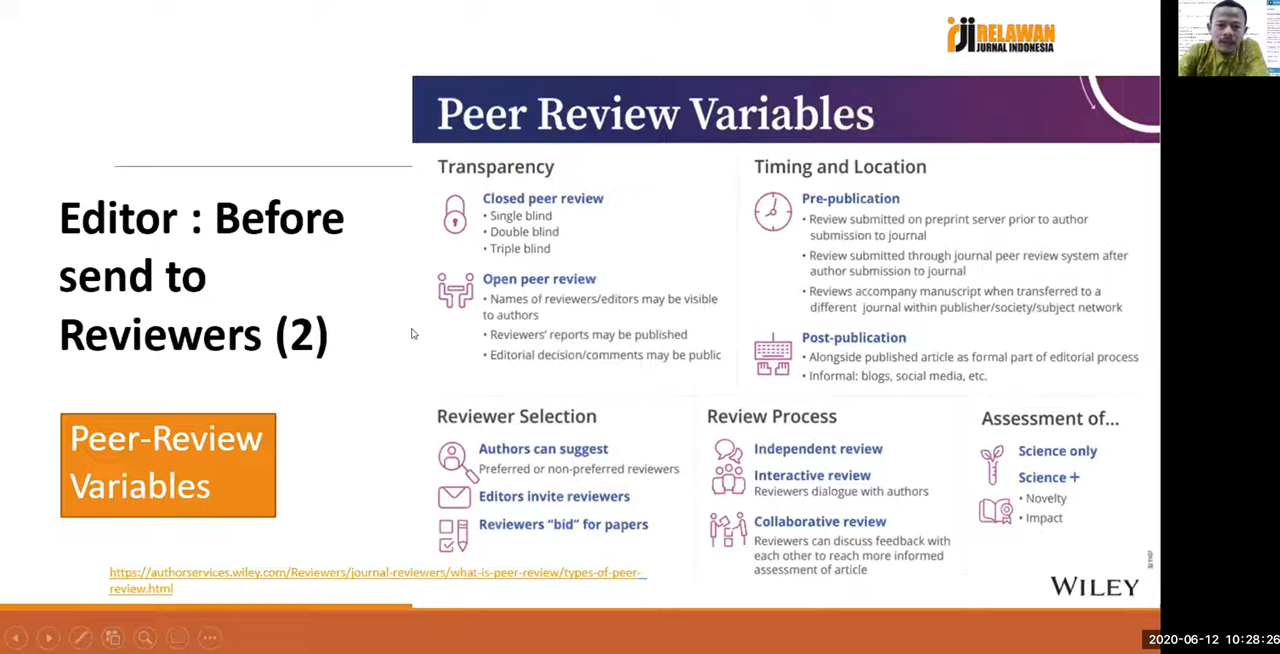 RELAWAN
JURNAL INDONESIA
Editor : Before
send to
Reviewers (2)
Peer-Review
Variables
Peer Review Variables
Transparency
Closed peer review
• Single blind
• Double blind
• Triple blind
Open peer review
• Names of reviewers/editors may be visible
to authors
• Reviewers' reports may be published
• Editorial decision/comments may be public
Timing and Location
Pre-publication
• Review submitted on preprint server prior to author
submission to journal
• Review submitted through journal peer review system after
author submission to journal
• Reviews accompany manuscript when transferred to a
different journal within publisher/society/subject network
Post-publication
• Alongside published article as formal part of editorial process
• Informal: blogs, social media, etc.
Reviewer Selection
Authors can suggest
Preferred or non-preferred reviewers
Editors invite reviewers
Reviewers “bid” for papers
Review Process
Independent review
Interactive review
Reviewers dialogue with authors
Collaborative review
Reviewers can discuss feedback with
each other to reach more informed
assessment of article
Assessment of...
Science only
Science +
• Novelty
• Impact
WILEY
https://authorservices.wiley.com/Reviewers/journal-reviewers/what-is-peer-review/types-of-peer-
review.html
2020-06-12 10:28:26